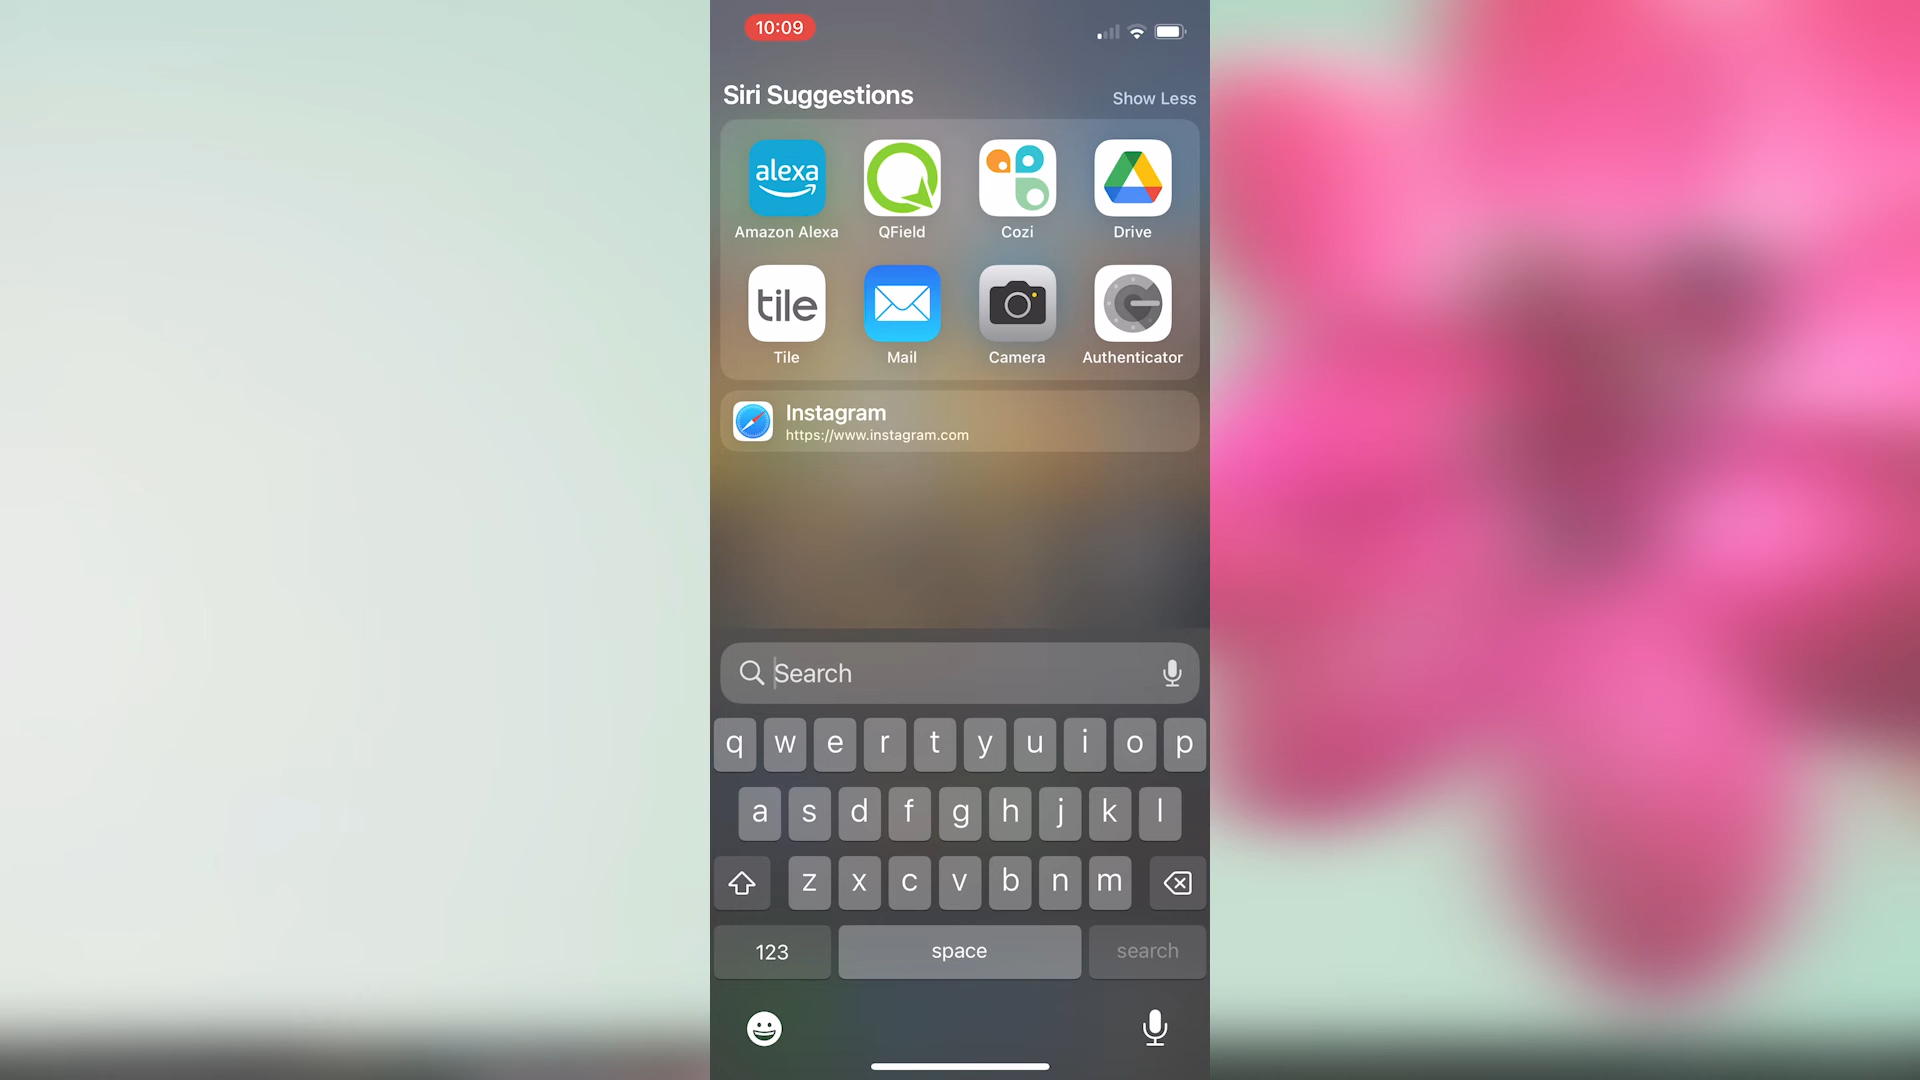 10:09
Siri Suggestions
Show Less
alexa
Amazon Alexa
QField
Cozi
Drive
tile
Tile
Mail
Camera
Authenticator
Instagram
https://www.instagram.com
Search
q w e r t y u i o p
a s d f g h j k l
z x c v b n m
123 space search